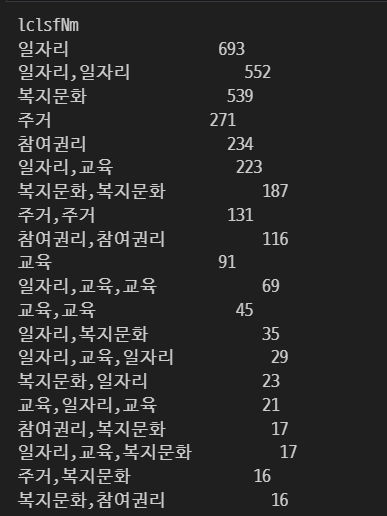 lclsfNm
일자리 693
일자리,일자리 552
복지문화 539
주거 271
참여권리 234
일자리,교육 223
복지문화,복지문화 187
주거,주거 131
참여권리,참여권리 116
교육 91
일자리,교육,교육 69
교육,교육 45
일자리,복지문화 35
일자리,교육,일자리 29
복지문화,일자리 23
교육,일자리,교육 21
참여권리,복지문화 17
일자리,교육,복지문화 17
주거,복지문화 16
복지문화,참여권리 16